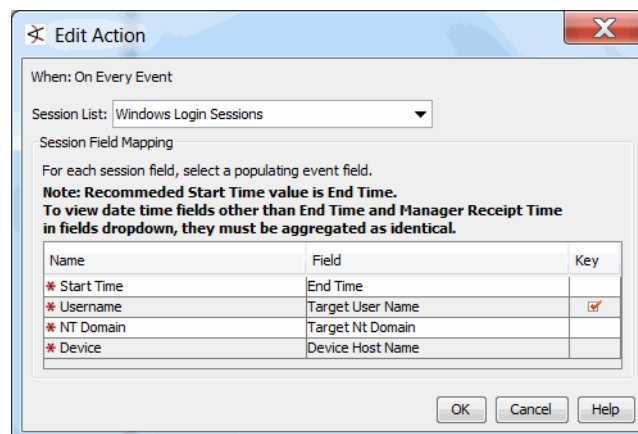 Edit Action
When: On Every Event
Session List: Windows Login Sessions
Session Field Mapping
For each session field, select a populating event field.
Note: Recommeded Start Time value is End Time.
To view date time fields other than End Time and Manager Receipt Time
in fields dropdown, they must be aggregated as identical.
Name Field Key
* Start Time End Time
* Username Target User Name
* NT Domain Target Nt Domain
* Device Device Host Name
OK Cancel Help